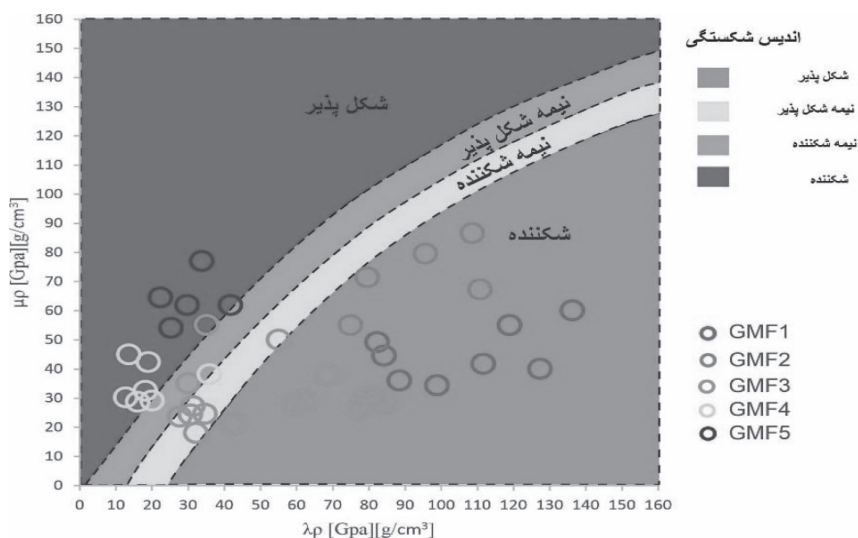 اندیس شکستگی
شکل پذیر
نیمه شکل پذیر
نیمه شکننده
شکننده
شکل پذیر
نیمه شکل پذیر
نیمه شکننده
شکننده
160
150
140
130
120
110
100
90
80
70
60
50
40
30
20
10
0
μρ [Gpa][g/cm³]
0 10 20 30 40 50 60 70 80 90 100 110 120 130 140 150 160
λρ [Gpa][g/cm³]
GMF1
GMF2
GMF3
GMF4
GMF5